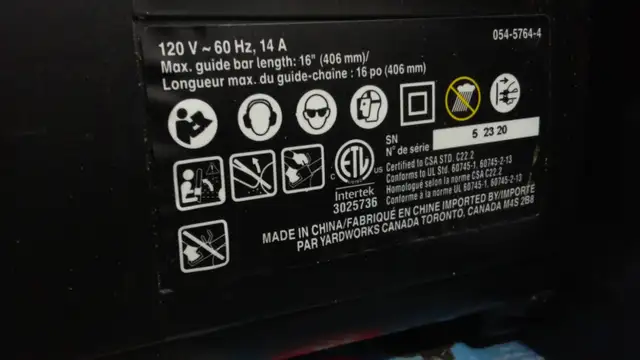 120 V ~ 60 Hz, 14 A
054-5764-4
Max. guide bar length: 16" (406 mm)/
Longueur max. du guide-chaîne : 16 po (406 mm)
SN
N° de série
5 23 20
ETL
c us
Intertek
3025736
Certified to CSA STD. C22.2
Conforms to UL Std. 60745-1, 60745-2-13
Homologué selon la norme CSA C22.2
Conforme à la norme UL 60745-1, 60745-2-13
MADE IN CHINA/FABRIQUÉ EN CHINE IMPORTED BY/IMPORTÉ
PAR YARDWORKS CANADA TORONTO, CANADA M4S 2B8